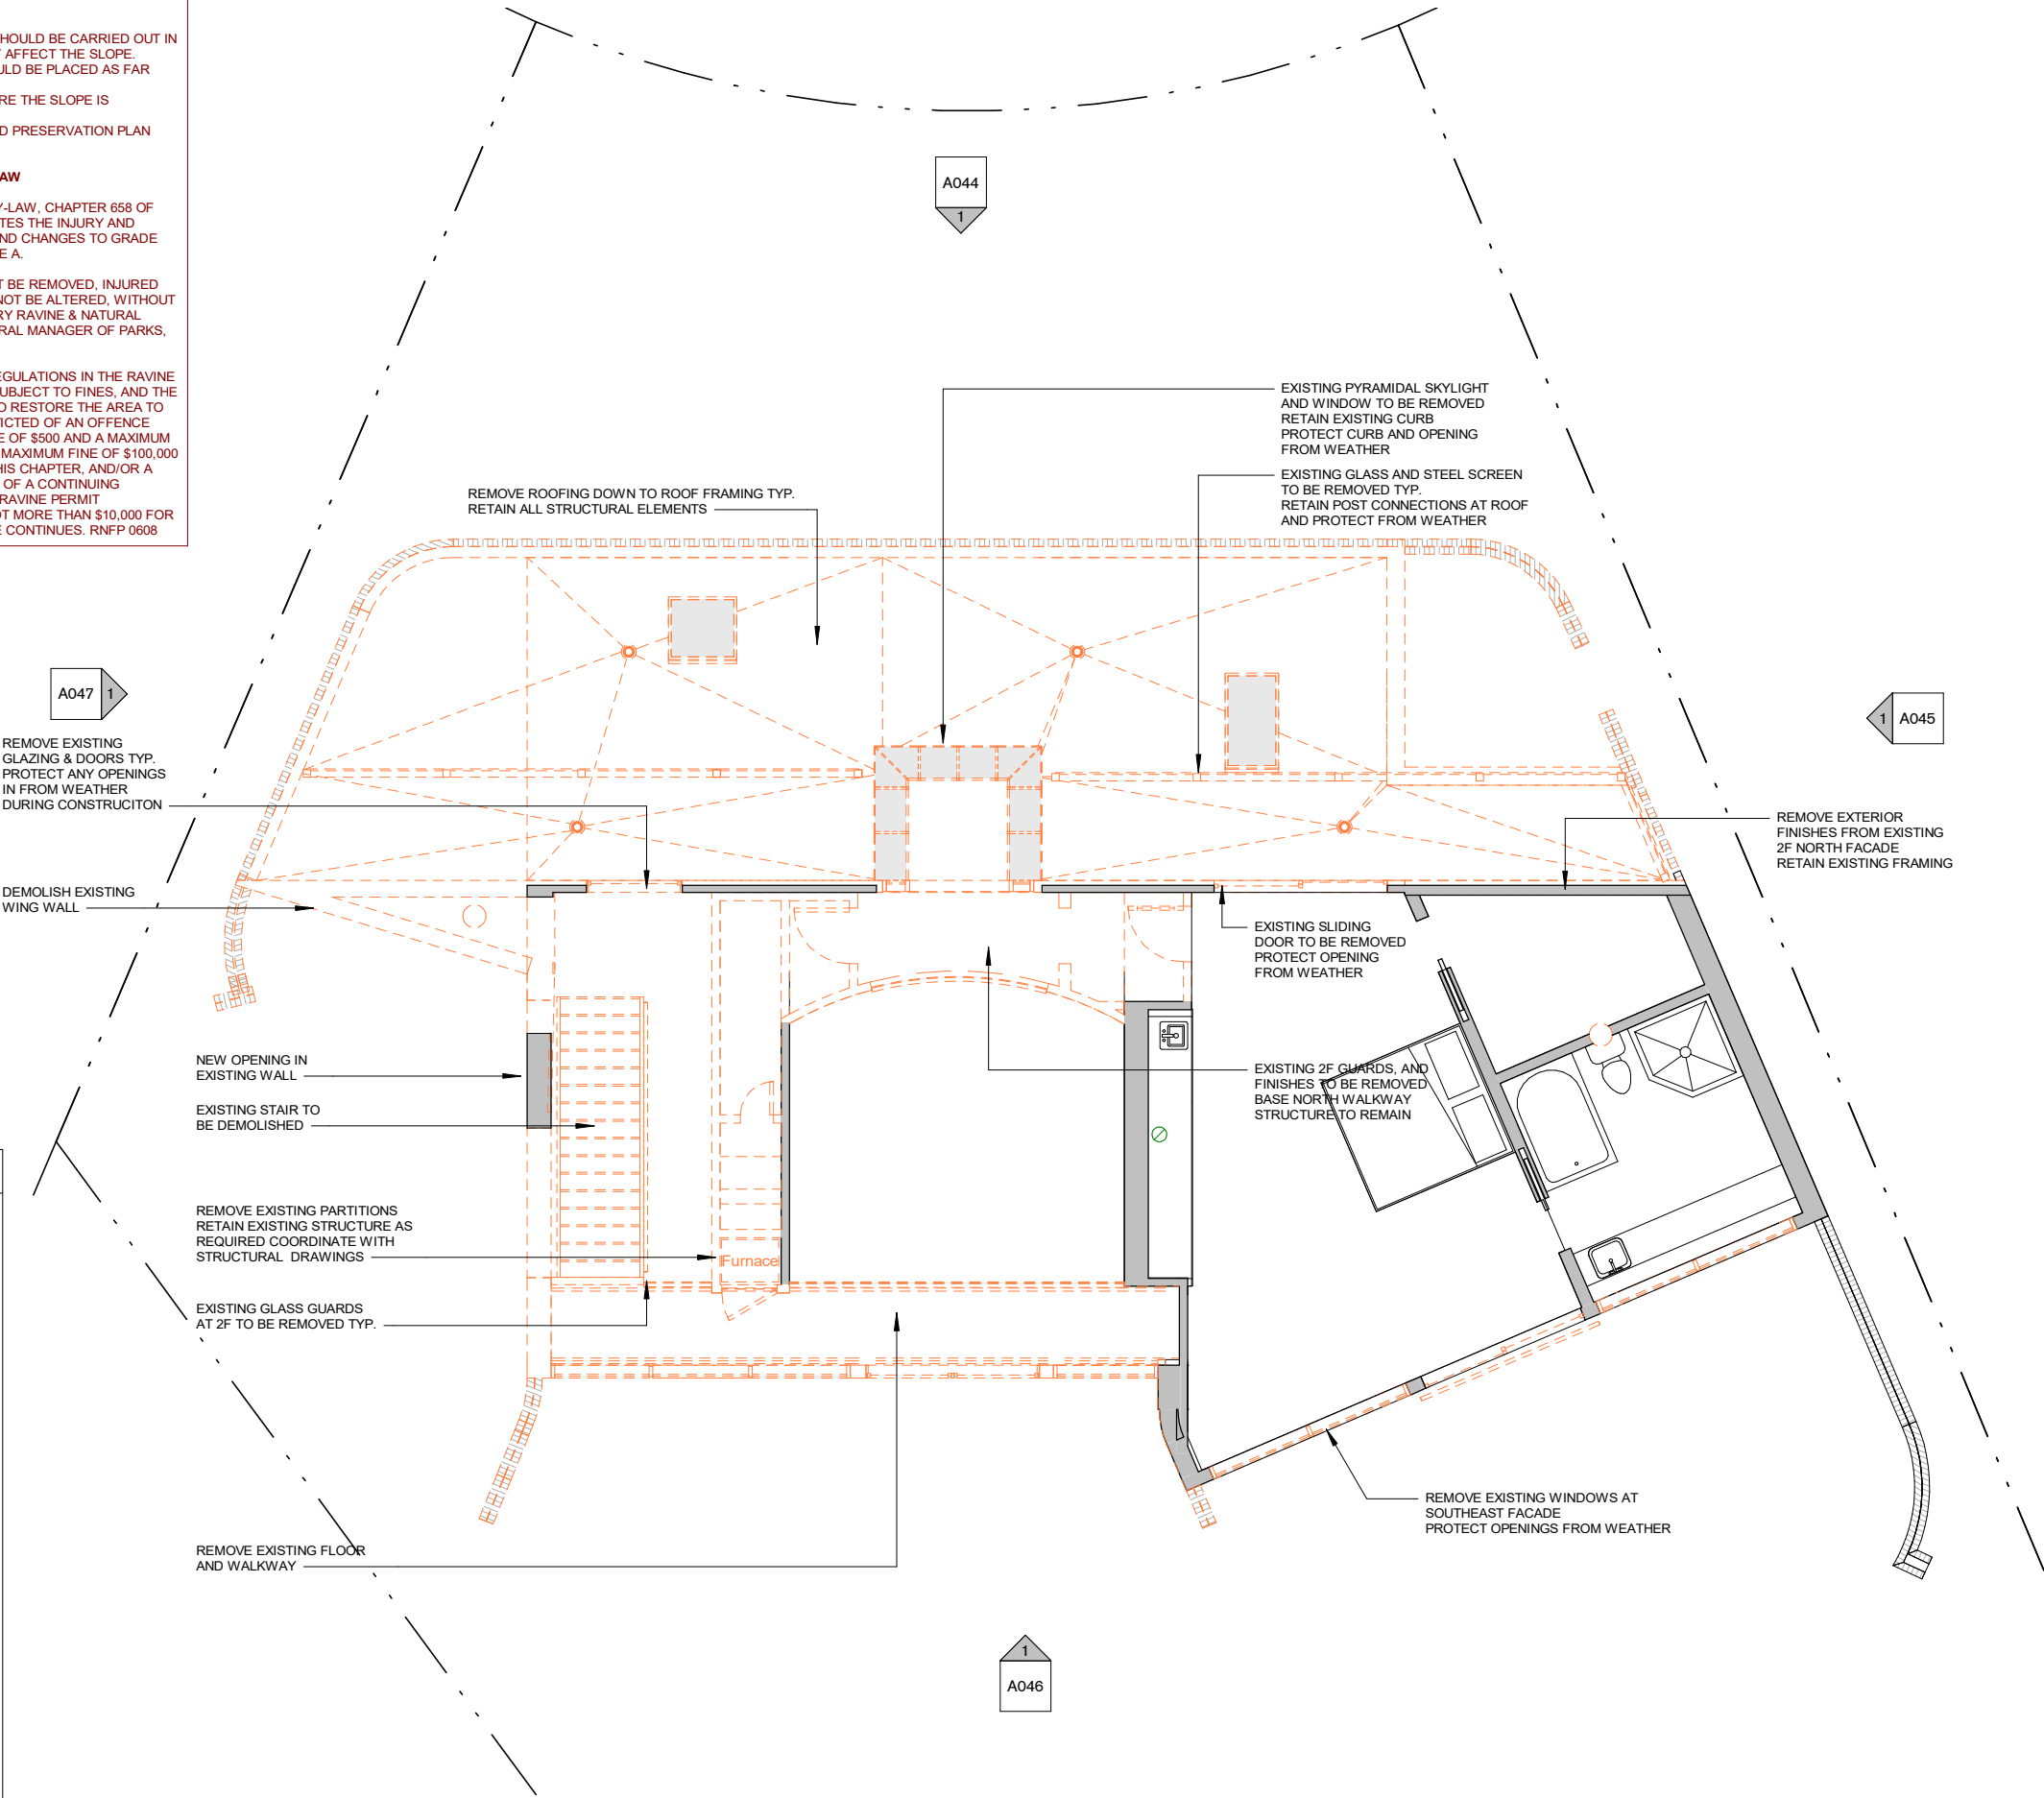 HOULD BE CARRIED OUT IN
AFFECT THE SLOPE.
ULD BE PLACED AS FAR
RE THE SLOPE IS
D PRESERVATION PLAN
AW
Y-LAW, CHAPTER 658 OF
TES THE INJURY AND
ND CHANGES TO GRADE
E A.
T BE REMOVED, INJURED
NOT BE ALTERED, WITHOUT
RY RAVINE & NATURAL
RAL MANAGER OF PARKS,
EGULATIONS IN THE RAVINE
SUBJECT TO FINES, AND THE
O RESTORE THE AREA TO
VICTED OF AN OFFENCE
E OF $500 AND A MAXIMUM
MAXIMUM FINE OF $100,000
HIS CHAPTER, AND/OR A
OF A CONTINUING
RAVINE PERMIT
OT MORE THAN $10,000 FOR
E CONTINUES. RNFP 0608
A044
1
EXISTING PYRAMIDAL SKYLIGHT
AND WINDOW TO BE REMOVED
RETAIN EXISTING CURB
PROTECT CURB AND OPENING
FROM WEATHER
EXISTING GLASS AND STEEL SCREEN
TO BE REMOVED TYP.
RETAIN POST CONNECTIONS AT ROOF
AND PROTECT FROM WEATHER
REMOVE ROOFING DOWN TO ROOF FRAMING TYP.
RETAIN ALL STRUCTURAL ELEMENTS
A047 1
1 A045
REMOVE EXISTING
GLAZING & DOORS TYP.
PROTECT ANY OPENINGS
IN FROM WEATHER
DURING CONSTRUCITON
REMOVE EXTERIOR
FINISHES FROM EXISTING
2F NORTH FACADE
RETAIN EXISTING FRAMING
DEMOLISH EXISTING
WING WALL
EXISTING SLIDING
DOOR TO BE REMOVED
PROTECT OPENING
FROM WEATHER
NEW OPENING IN
EXISTING WALL
EXISTING 2F GUARDS, AND
FINISHES TO BE REMOVED
BASE NORTH WALKWAY
STRUCTURE TO REMAIN
EXISTING STAIR TO
BE DEMOLISHED
REMOVE EXISTING PARTITIONS
RETAIN EXISTING STRUCTURE AS
REQUIRED COORDINATE WITH
STRUCTURAL DRAWINGS
Furnace
EXISTING GLASS GUARDS
AT 2F TO BE REMOVED TYP.
REMOVE EXISTING WINDOWS AT
SOUTHEAST FACADE
PROTECT OPENINGS FROM WEATHER
REMOVE EXISTING FLOOR
AND WALKWAY
1
A046